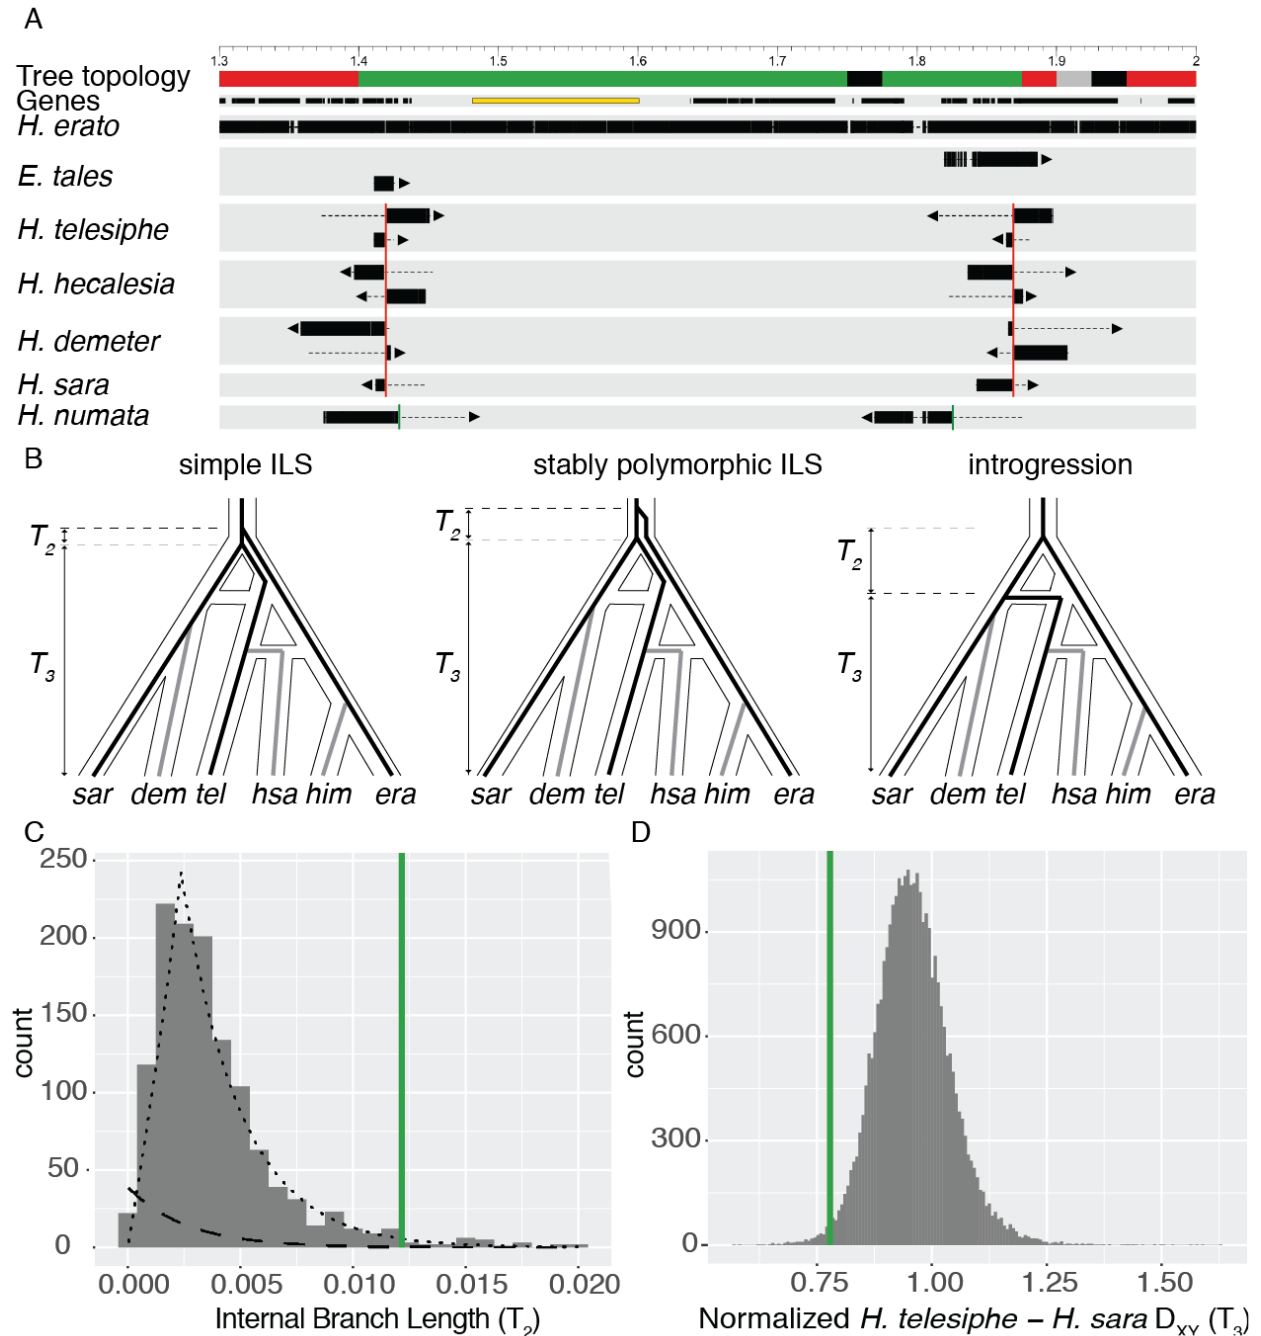 A
1.3 1.4 1.5 1.6 1.7 1.8 1.9 2
Tree topology
Genes
H. erato
E. tales
H. telesiphe
H. hecalesia
H. demeter
H. sara
H. numata
B
simple ILS
stably polymorphic ILS
introgression
T2 T2 T2
T3 T3 T3
sar dem tel hsa him era
sar dem tel hsa him era
sar dem tel hsa him era
C
250
200
150
100
50
0
count
0.000 0.005 0.010 0.015 0.020
Internal Branch Length (T2)
D
900
600
300
0
count
0.75 1.00 1.25 1.50
Normalized H. telesiphe – H. sara DXY (T3)